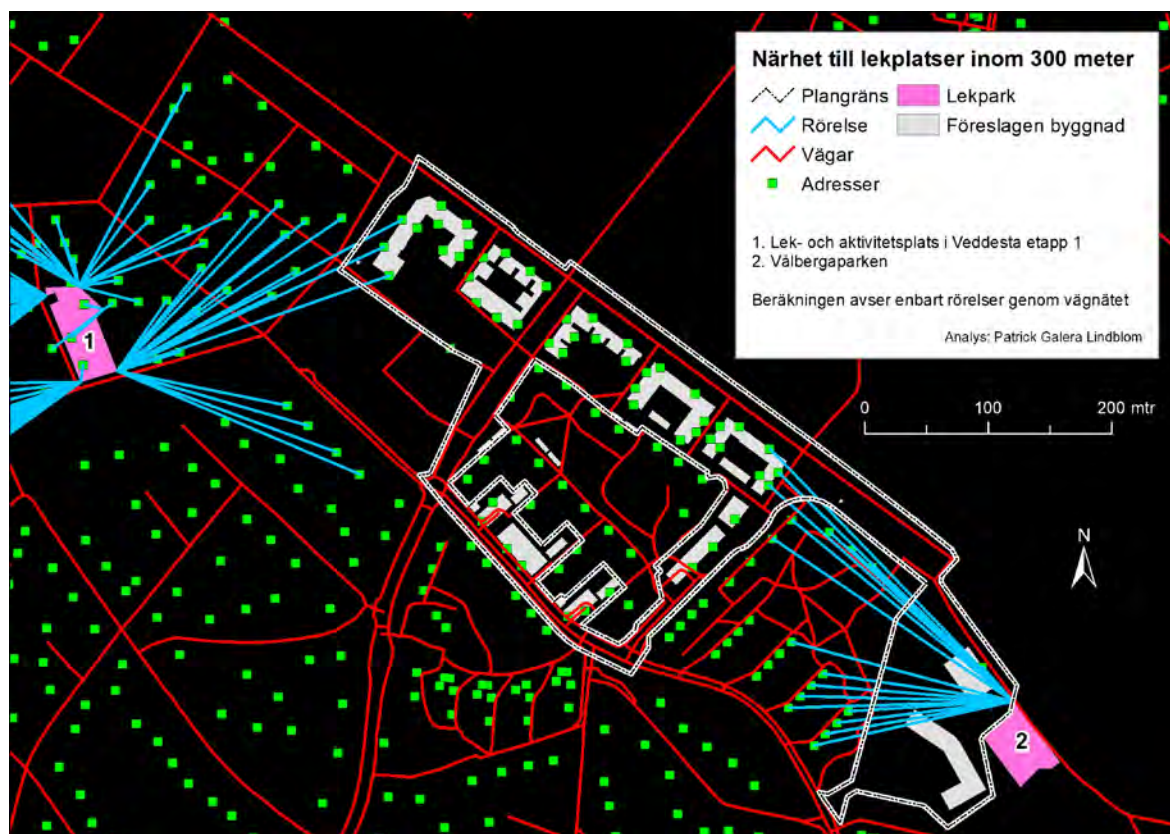 Närhet till lekplatser inom 300 meter
Plangräns
Lekpark
Rörelse
Föreslagen byggnad
Vägar
Adresser
1. Lek- och aktivitetsplats i Veddesta etapp 1
2. Välbergaparken
Beräkningen avser enbart rörelser genom vägnätet
Analys: Patrick Galera Lindblom
0 100 200 mtr
N
1
2